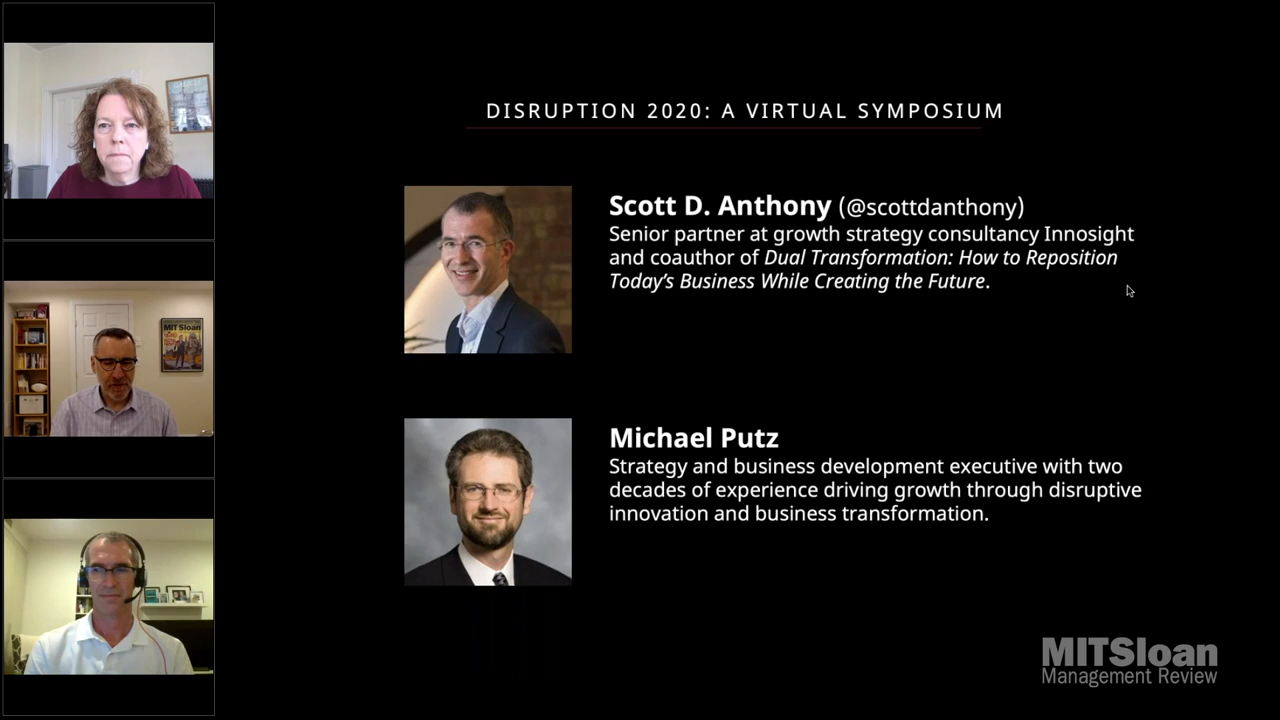 DISRUPTION 2020: A VIRTUAL SYMPOSIUM
Scott D. Anthony (@scottdanthony)
Senior partner at growth strategy consultancy Innosight
and coauthor of Dual Transformation: How to Reposition
Today’s Business While Creating the Future.
Michael Putz
Strategy and business development executive with two
decades of experience driving growth through disruptive
innovation and business transformation.
MITSloan
Management Review
MIT Sloan